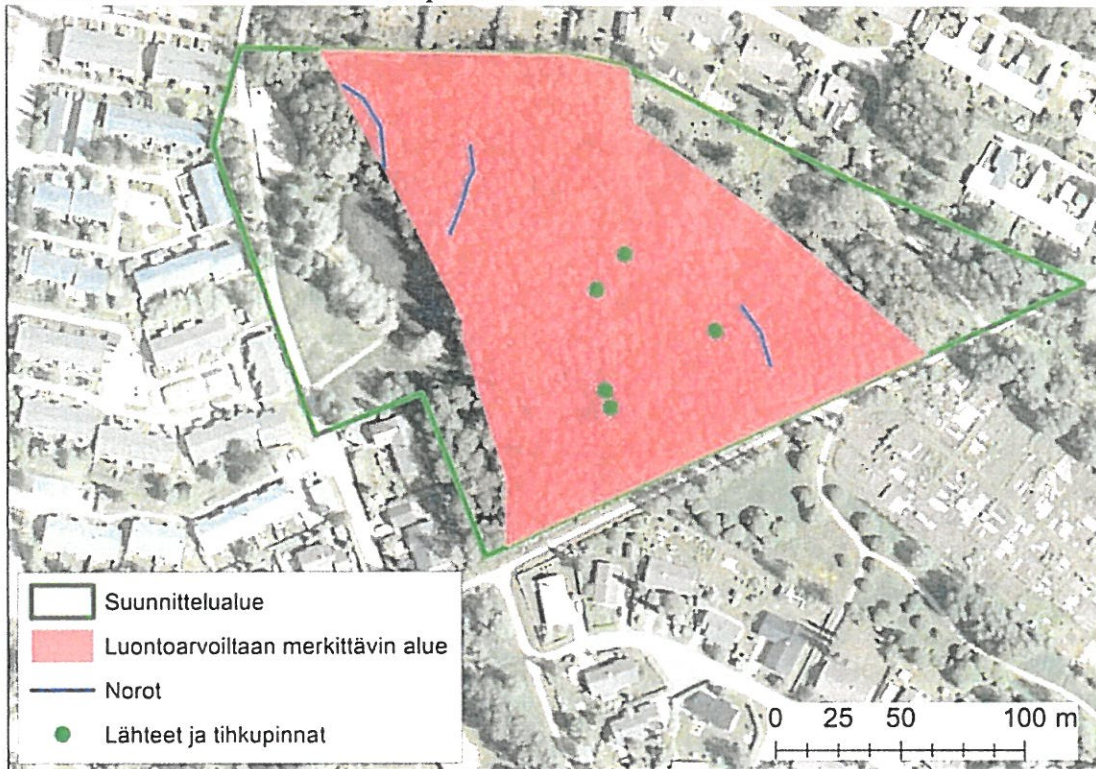 Suunnittelualue
Luontoarvoiltaan merkittävin alue
Norot
Lähteet ja tihkupinnat
0 25 50 100 m